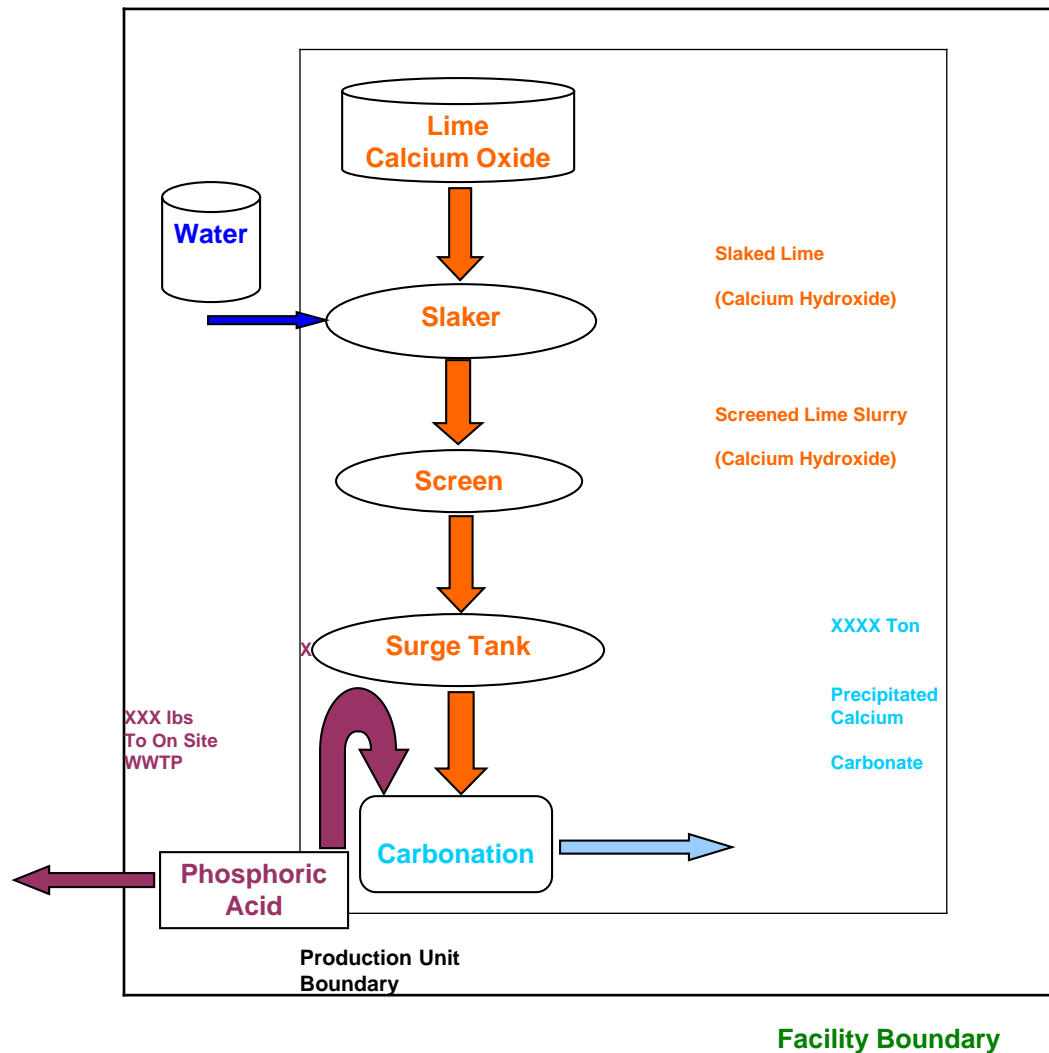 Lime
Calcium Oxide
Water
Slaked Lime
(Calcium Hydroxide)
Slaker
Screened Lime Slurry
(Calcium Hydroxide)
Screen
XXXX Ton
X
Surge Tank
Precipitated
Calcium
Carbonate
XXX lbs
To On Site
WWTP
Carbonation
Phosphoric
Acid
Production Unit
Boundary
Facility Boundary